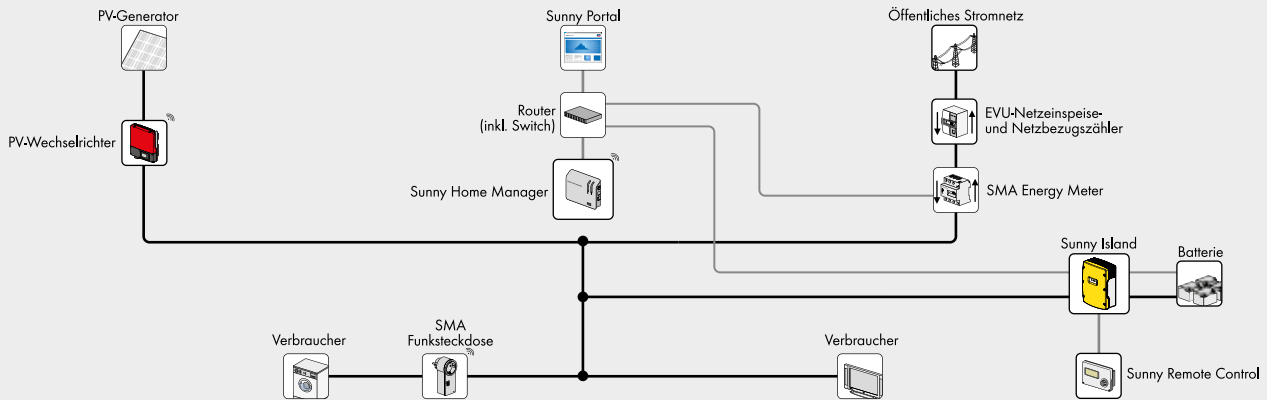 PV-Generator
Sunny Portal
Öffentliches Stromnetz
Router
(inkl. Switch)
EVU-Netzeinspeise-
und Netzbezugszähler
PV-Wechselrichter
Sunny Home Manager
SMA Energy Meter
Sunny Island
Batterie
Verbraucher
SMA
Funksteckdose
Verbraucher
Sunny Remote Control